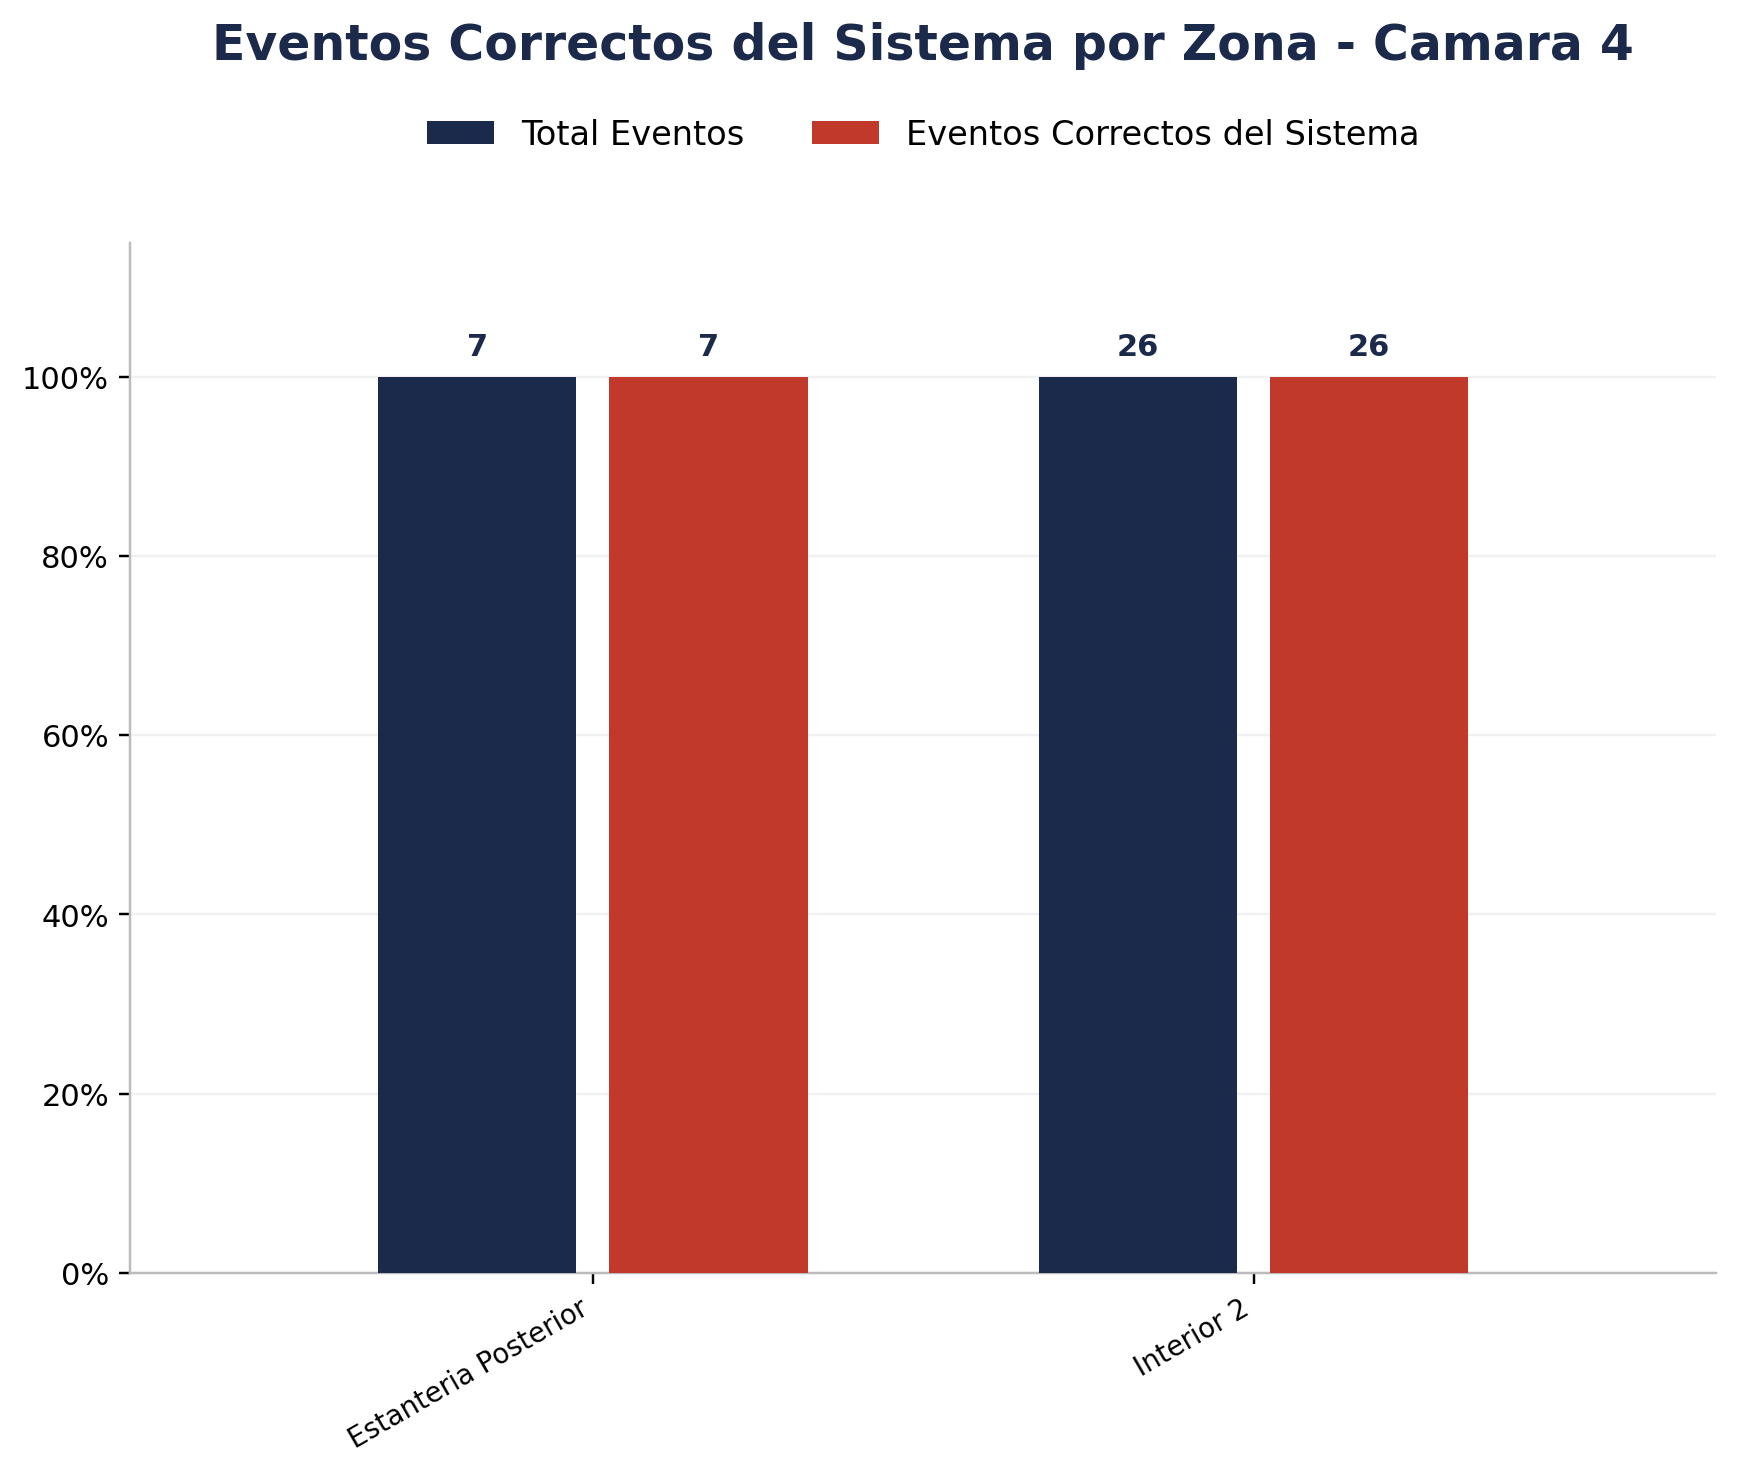 Eventos Correctos del Sistema por Zona - Camara 4
Total Eventos
Eventos Correctos del Sistema
7
7
26
26
100%
80%
60%
40%
20%
0%
Estanteria Posterior
Interior 2